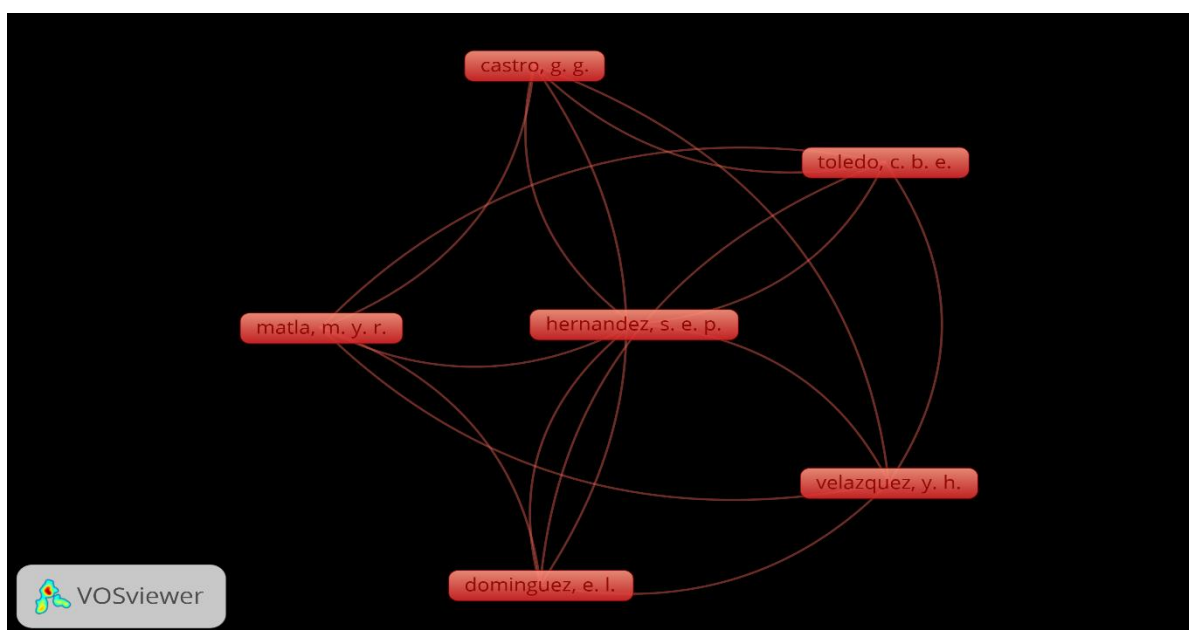 castro, g. g.
toledo, c. b. e.
matla, m. y. r.
hernandez, s. e. p.
velazquez, y. h.
dominguez, e. l.
VOSviewer